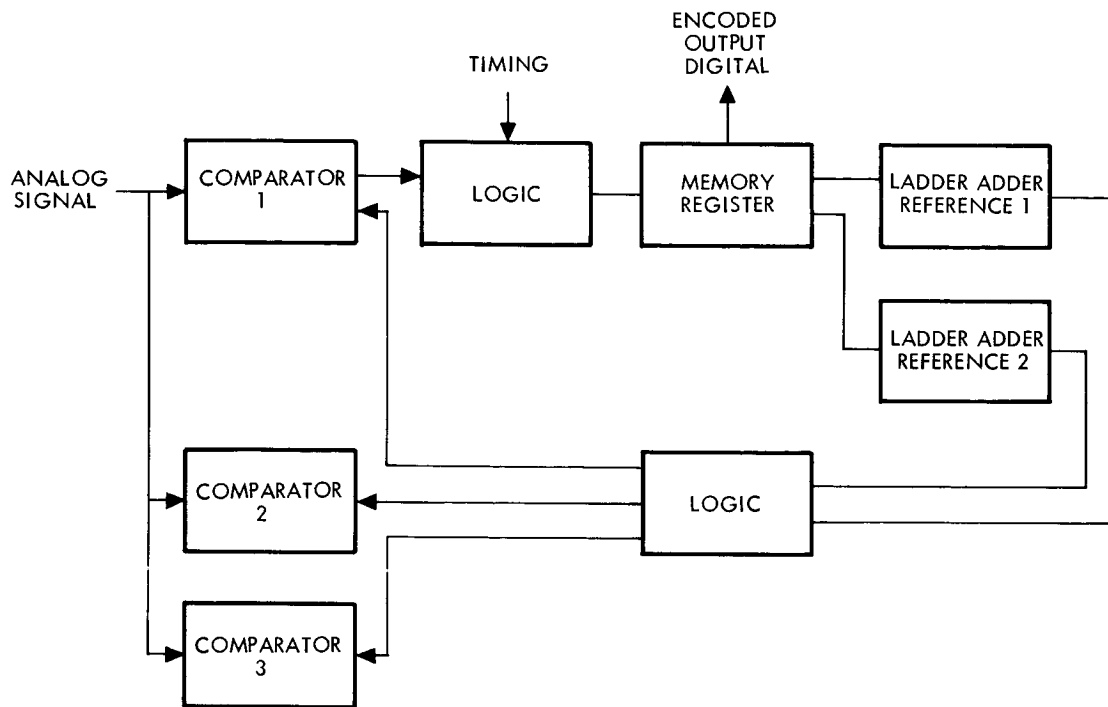 ENCODED
OUTPUT
DIGITAL
TIMING
ANALOG
SIGNAL
COMPARATOR
1
LOGIC
MEMORY
REGISTER
LADDER ADDER
REFERENCE 1
LADDER ADDER
REFERENCE 2
COMPARATOR
2
LOGIC
COMPARATOR
3